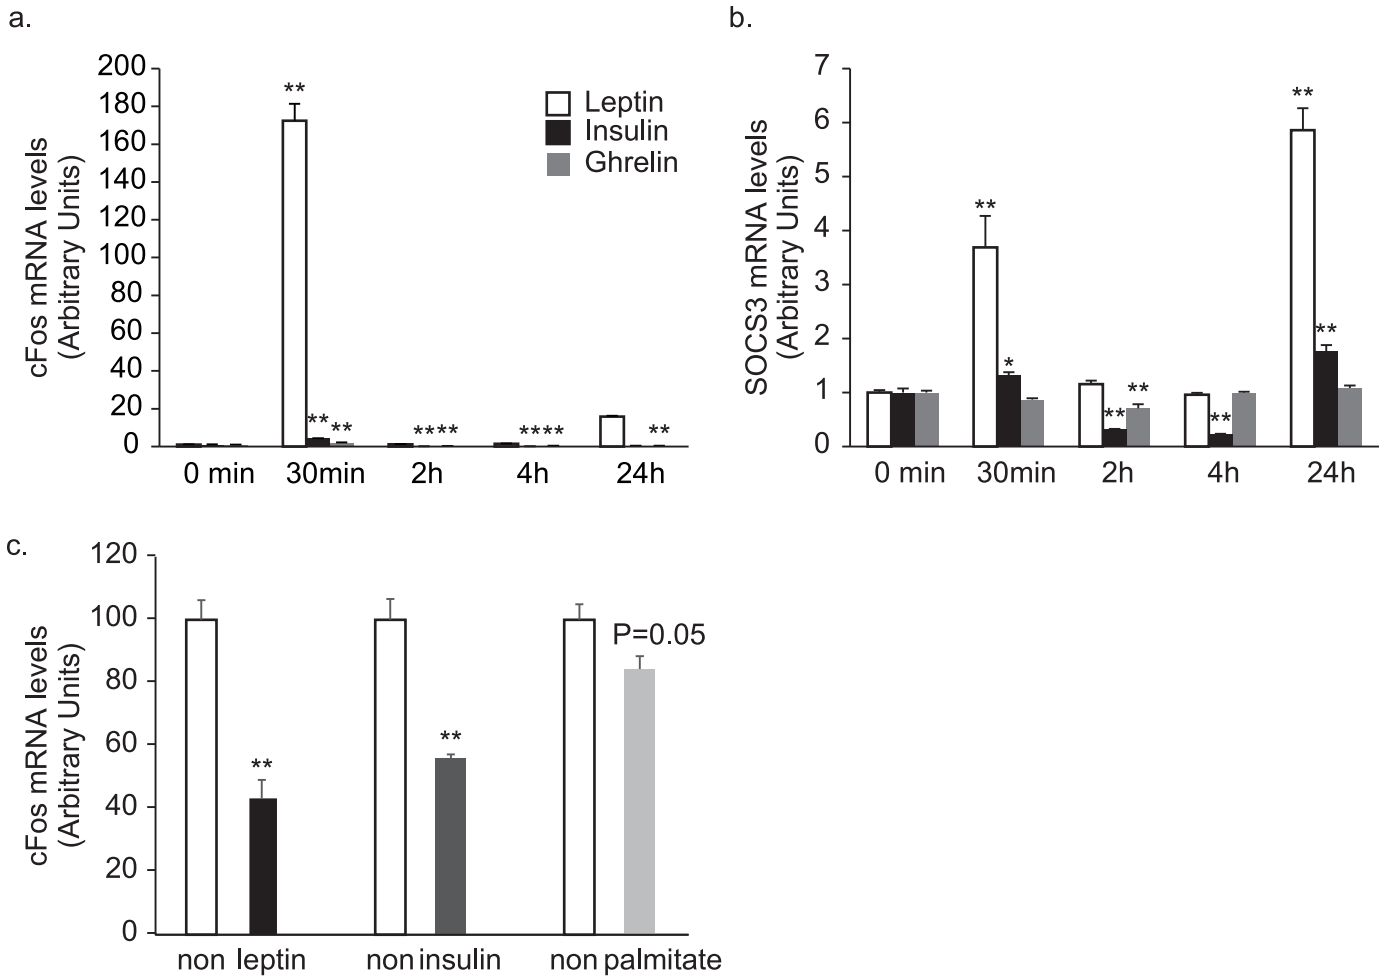 a.
cFos mRNA levels
(Arbitrary Units)
200
180
160
140
120
100
80
60
40
20
0
**
** **
****
****
**
0 min 30min 2h 4h 24h
Leptin
Insulin
Ghrelin
b.
SOCS3 mRNA levels
(Arbitrary Units)
7
6
5
4
3
2
1
0
**
*
** **
**
**
**
0 min 30min 2h 4h 24h
c.
cFos mRNA levels
(Arbitrary Units)
120
100
80
60
40
20
0
**
**
P=0.05
non leptin non insulin non palmitate